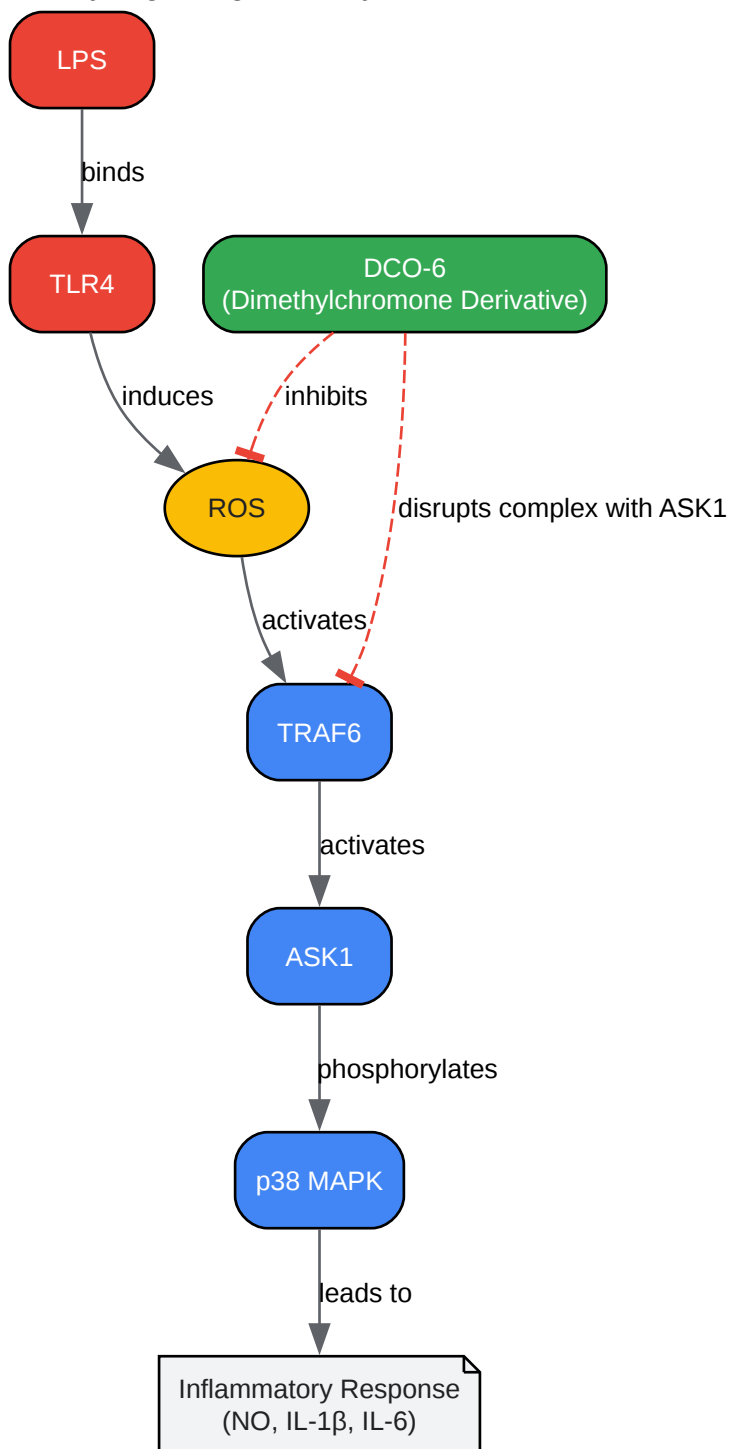 LPS
binds
TLR4
DCO-6
(Dimethylchromone Derivative)
induces
inhibits
ROS
disrupts complex with ASK1
activates
TRAF6
activates
ASK1
phosphorylates
p38 MAPK
leads to
Inflammatory Response
(NO, IL-1β, IL-6)